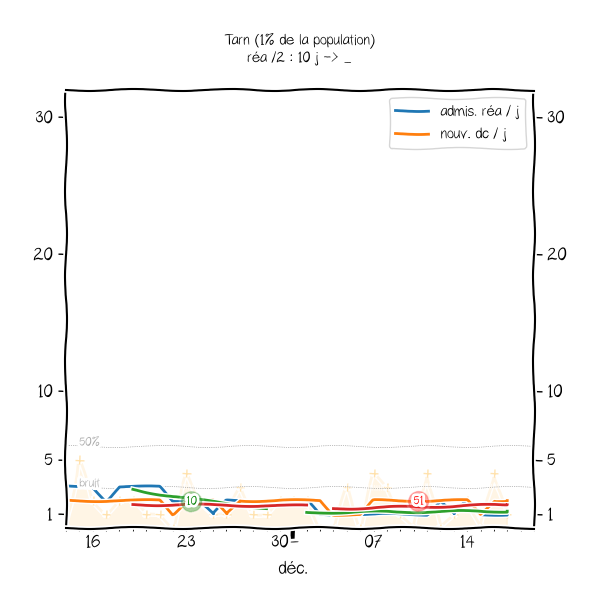 Tarn (1% de la population)
réa /2 : 10 j -> _
admis. réa / j
nouv. dc / j
30 30
20 20
10 10
50%
5 5
bruit
10 51
1 1
16 23 30 07 14
déc.